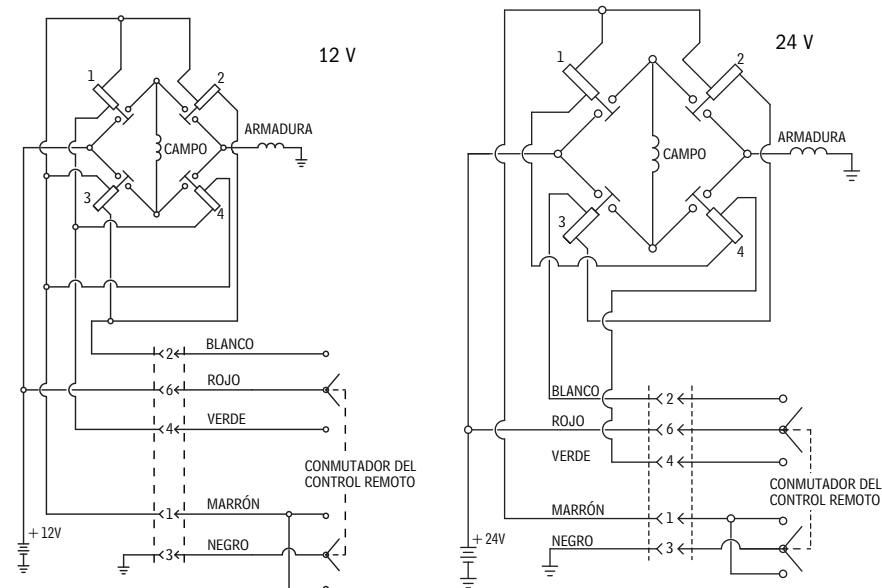 12 V
1
2
ARMADURA
CAMPO
3
4
2
BLANCO
6
ROJO
4
VERDE
CONMUTADOR DEL
CONTROL REMOTO
1
MARRÓN
+ 12V
3
NEGRO
24 V
1
2
ARMADURA
CAMPO
3
4
BLANCO
2
ROJO
6
VERDE
4
CONMUTADOR DEL
CONTROL REMOTO
MARRÓN
1
+ 24V
NEGRO
3